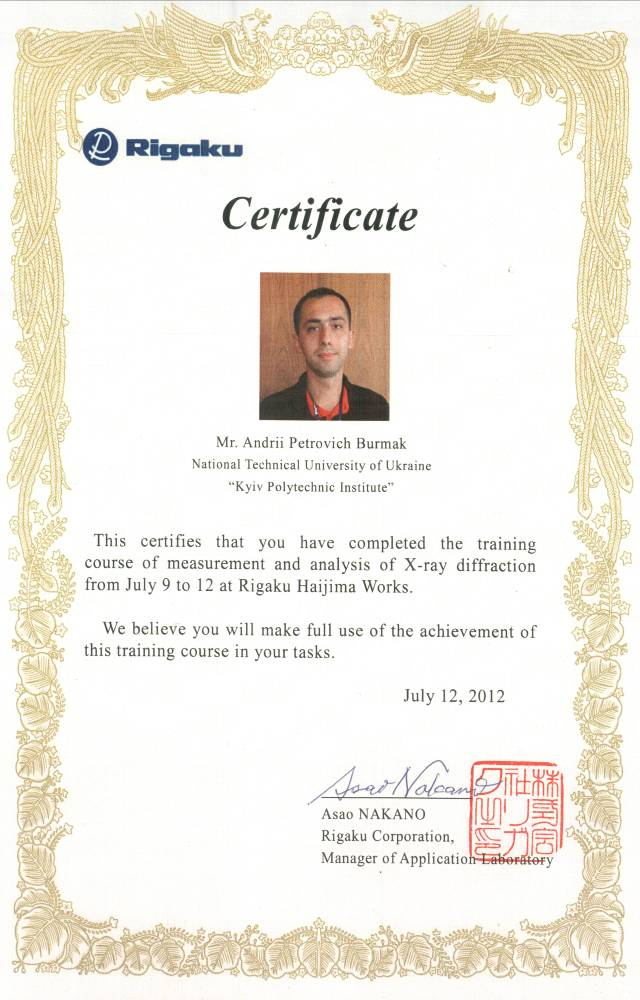 Rigaku
Certificate
Mr. Andrii Petrovich Burmak
National Technical University of Ukraine
“Kyiv Polytechnic Institute”
This certifies that you have completed the training
course of measurement and analysis of X-ray diffraction
from July 9 to 12 at Rigaku Haijima Works.
We believe you will make full use of the achievement of
this training course in your tasks.
July 12, 2012
Asao Nakano
Asao NAKANO
Rigaku Corporation,
Manager of Application Laboratory